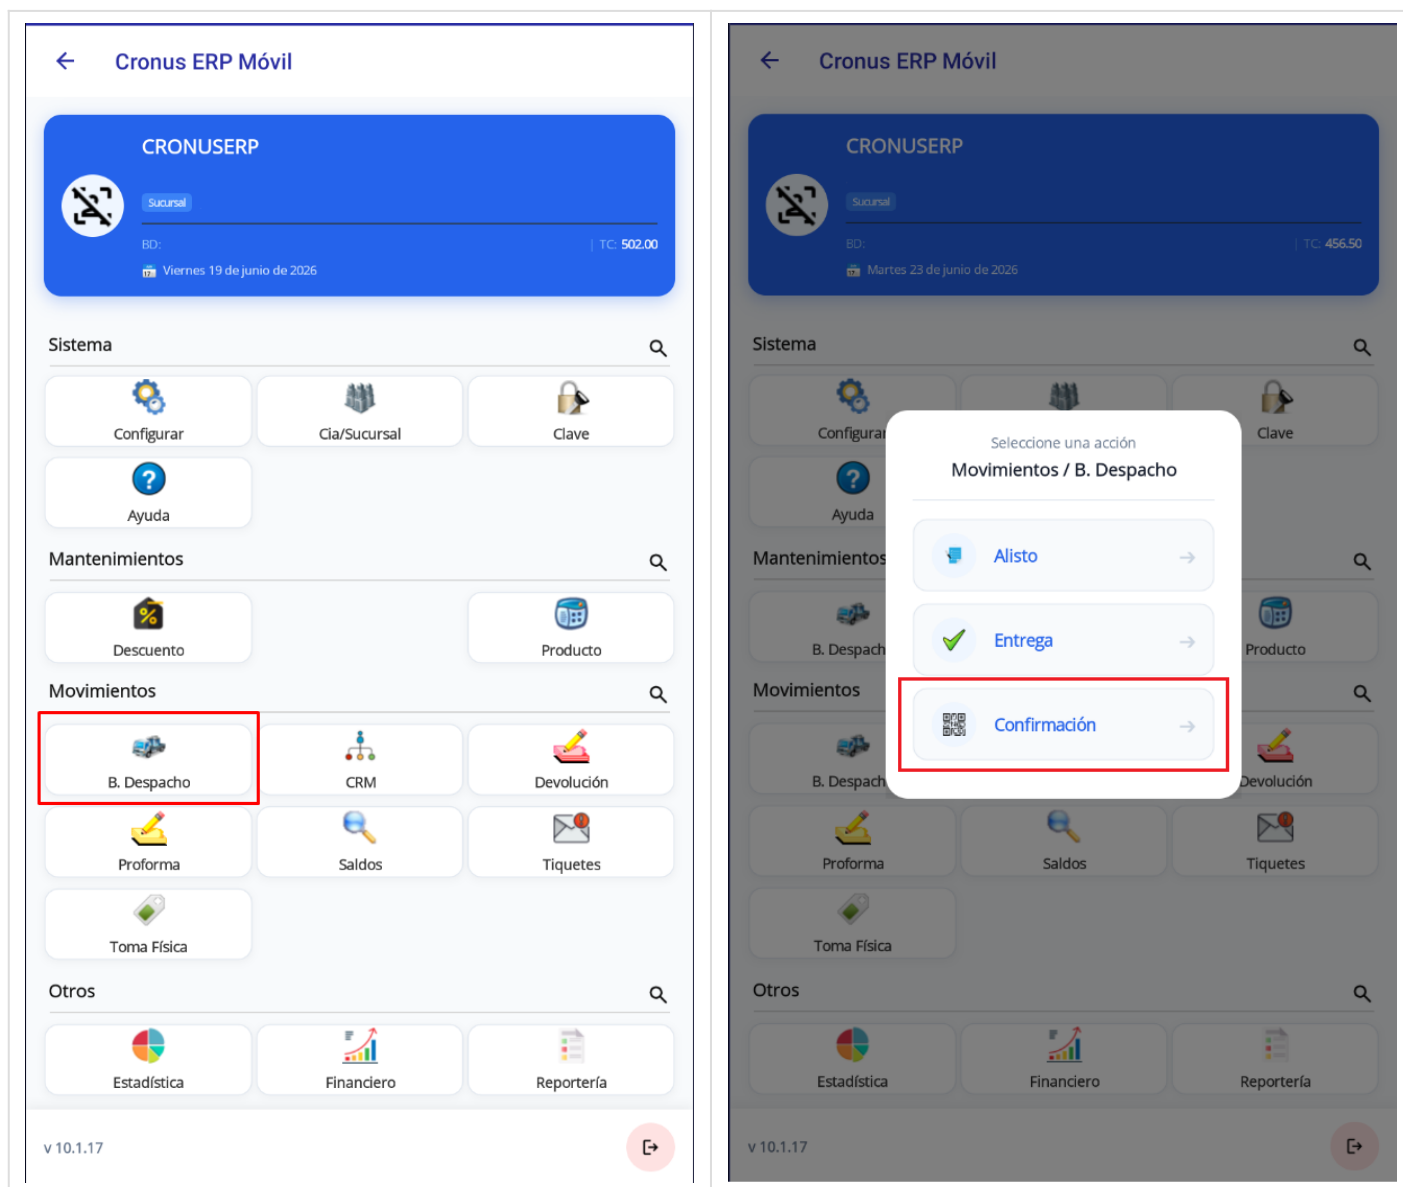 Cronus ERP Móvil
CRONUSERP
Sucursal
BD: | TC: 502.00
Viernes 19 de junio de 2026
Sistema
Configurar Cia/Sucursal Clave
Ayuda
Mantenimientos
Descuento Producto
Movimientos
B. Despacho CRM Devolución
Proforma Saldos Tiquetes
Toma Física
Otros
Estadística Financiero Reportería
v 10.1.17
Cronus ERP Móvil
CRONUSERP
Sucursal
BD: | TC: 456.50
Martes 23 de junio de 2026
Sistema
Configurar Clave
Ayuda
Mantenimientos
B. Despach Producto
Movimientos
B. Despach Devolución
Proforma Saldos Tiquetes
Toma Física
Otros
Estadística Financiero Reportería
v 10.1.17
Seleccione una acción
Movimientos / B. Despacho
Alisto
Entrega
Confirmación